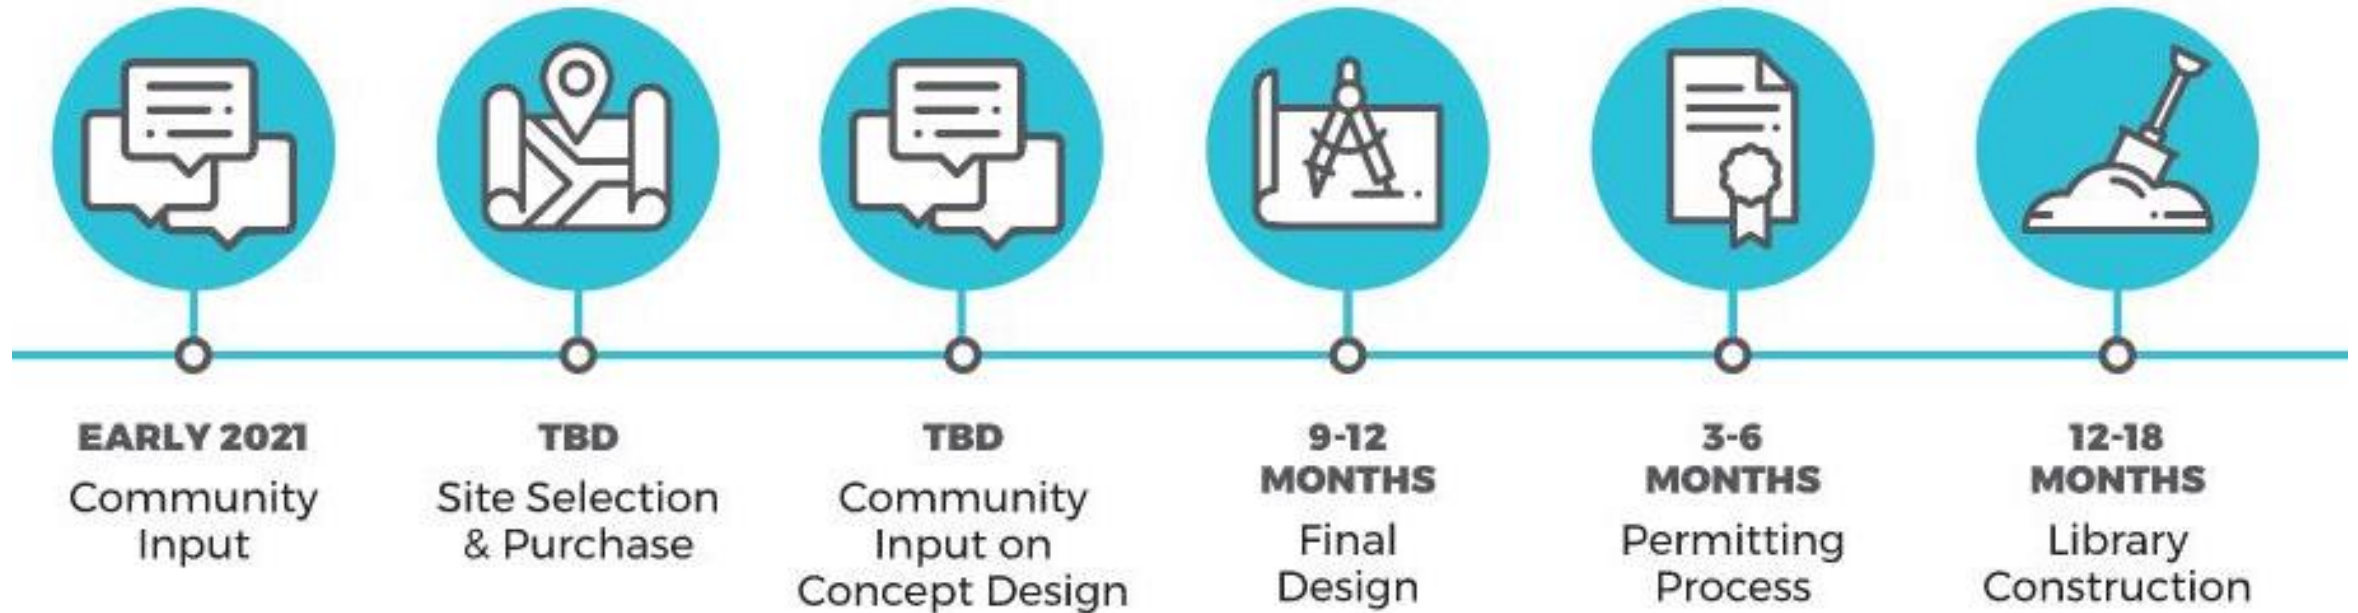 EARLY 2021
Community
Input
TBD
Site Selection
& Purchase
TBD
Community
Input on
Concept Design
9-12
MONTHS
Final
Design
3-6
MONTHS
Permitting
Process
12-18
MONTHS
Library
Construction